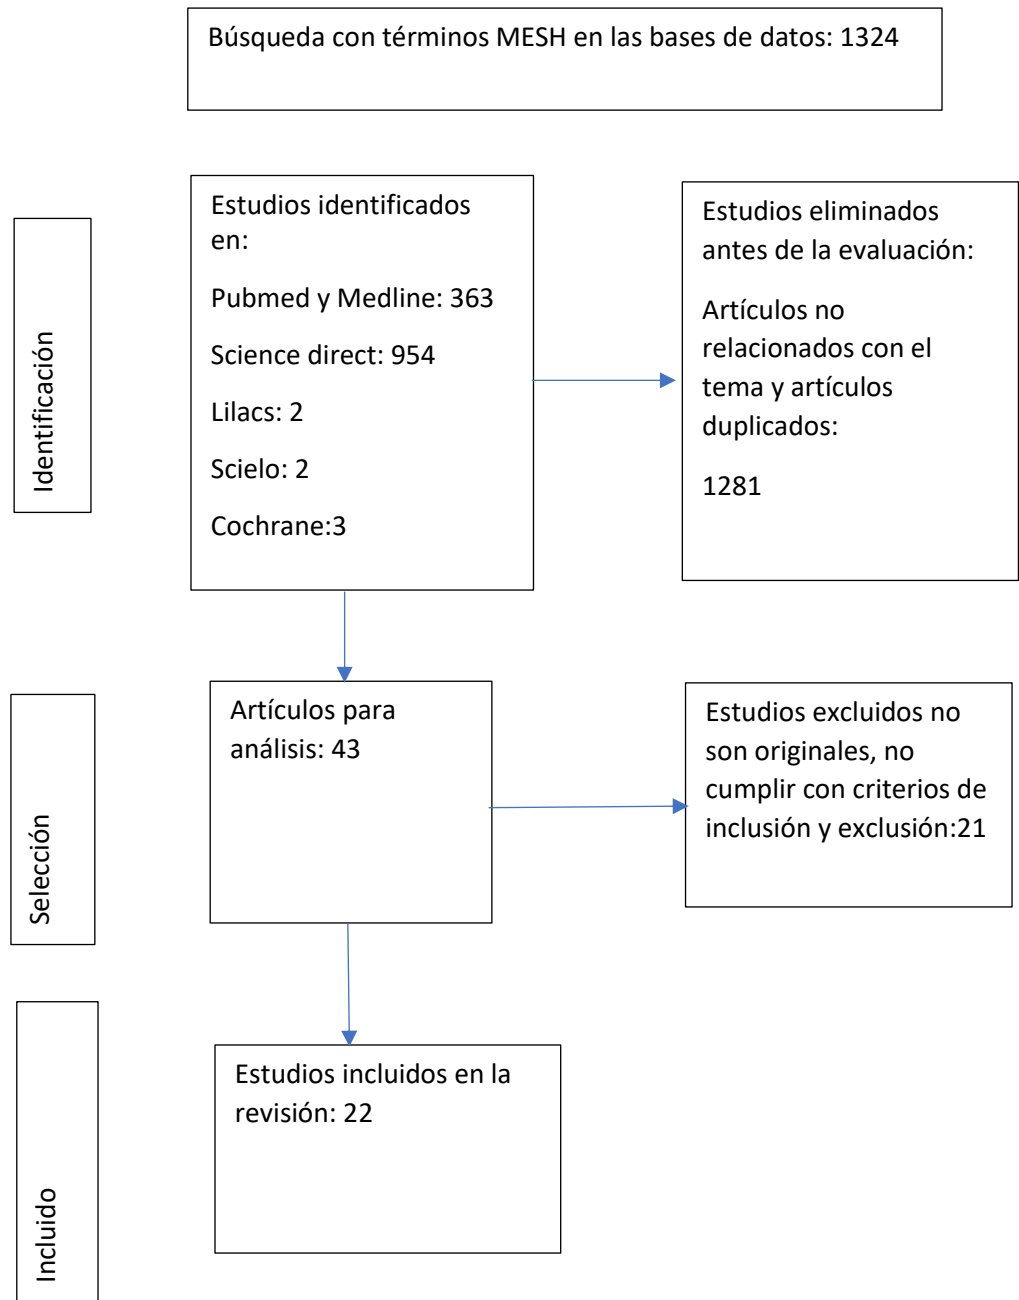 Búsqueda con términos MESH en las bases de datos: 1324
Identificación
Estudios identificados
en:
Pubmed y Medline: 363
Science direct: 954
Lilacs: 2
Scielo: 2
Cochrane:3
Estudios eliminados
antes de la evaluación:
Artículos no
relacionados con el
tema y artículos
duplicados:
1281
Selección
Artículos para
análisis: 43
Estudios excluidos no
son originales, no
cumplir con criterios de
inclusión y exclusión:21
Incluido
Estudios incluidos en la
revisión: 22